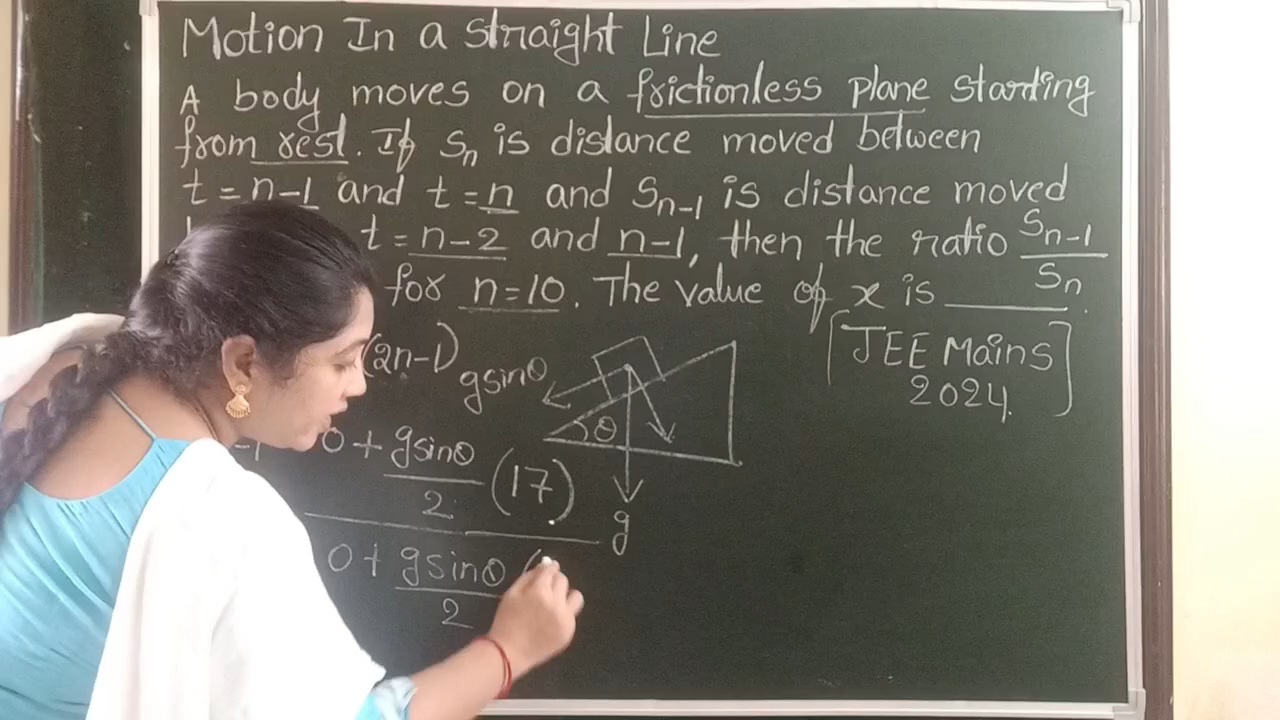 Motion In a Straight Line
A body moves on a frictionless plane starting
from rest. If Sn is distance moved between
t = n-1 and t = n and Sn-1 is distance moved
t = n-2 and n-1, then the ratio Sn-1/Sn
for n=10. The value of x is ____.
[JEE Mains
2024]
(2n-1)
gsinθ
θ
g
0 + gsinθ/2 (17)
0 + gsinθ/2 (